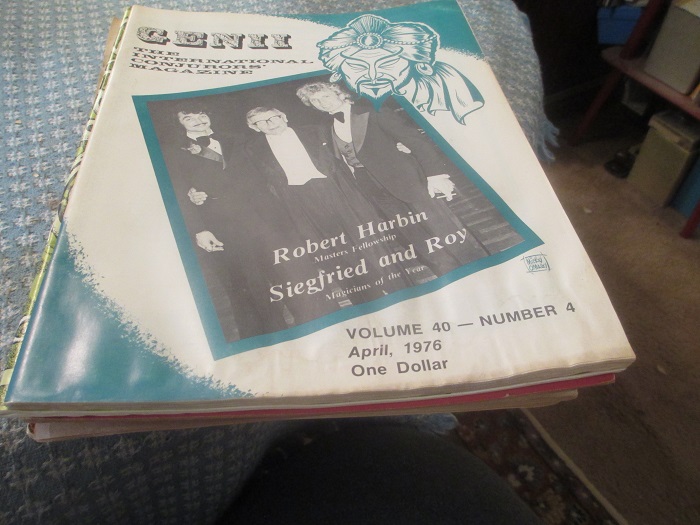 GENII
THE
INTERNATIONAL
CONJURORS'
MAGAZINE
Robert Harbin
Masters Fellowship
Siegfried and Roy
Magicians of the Year
VOLUME 40 — NUMBER 4
April, 1976
One Dollar